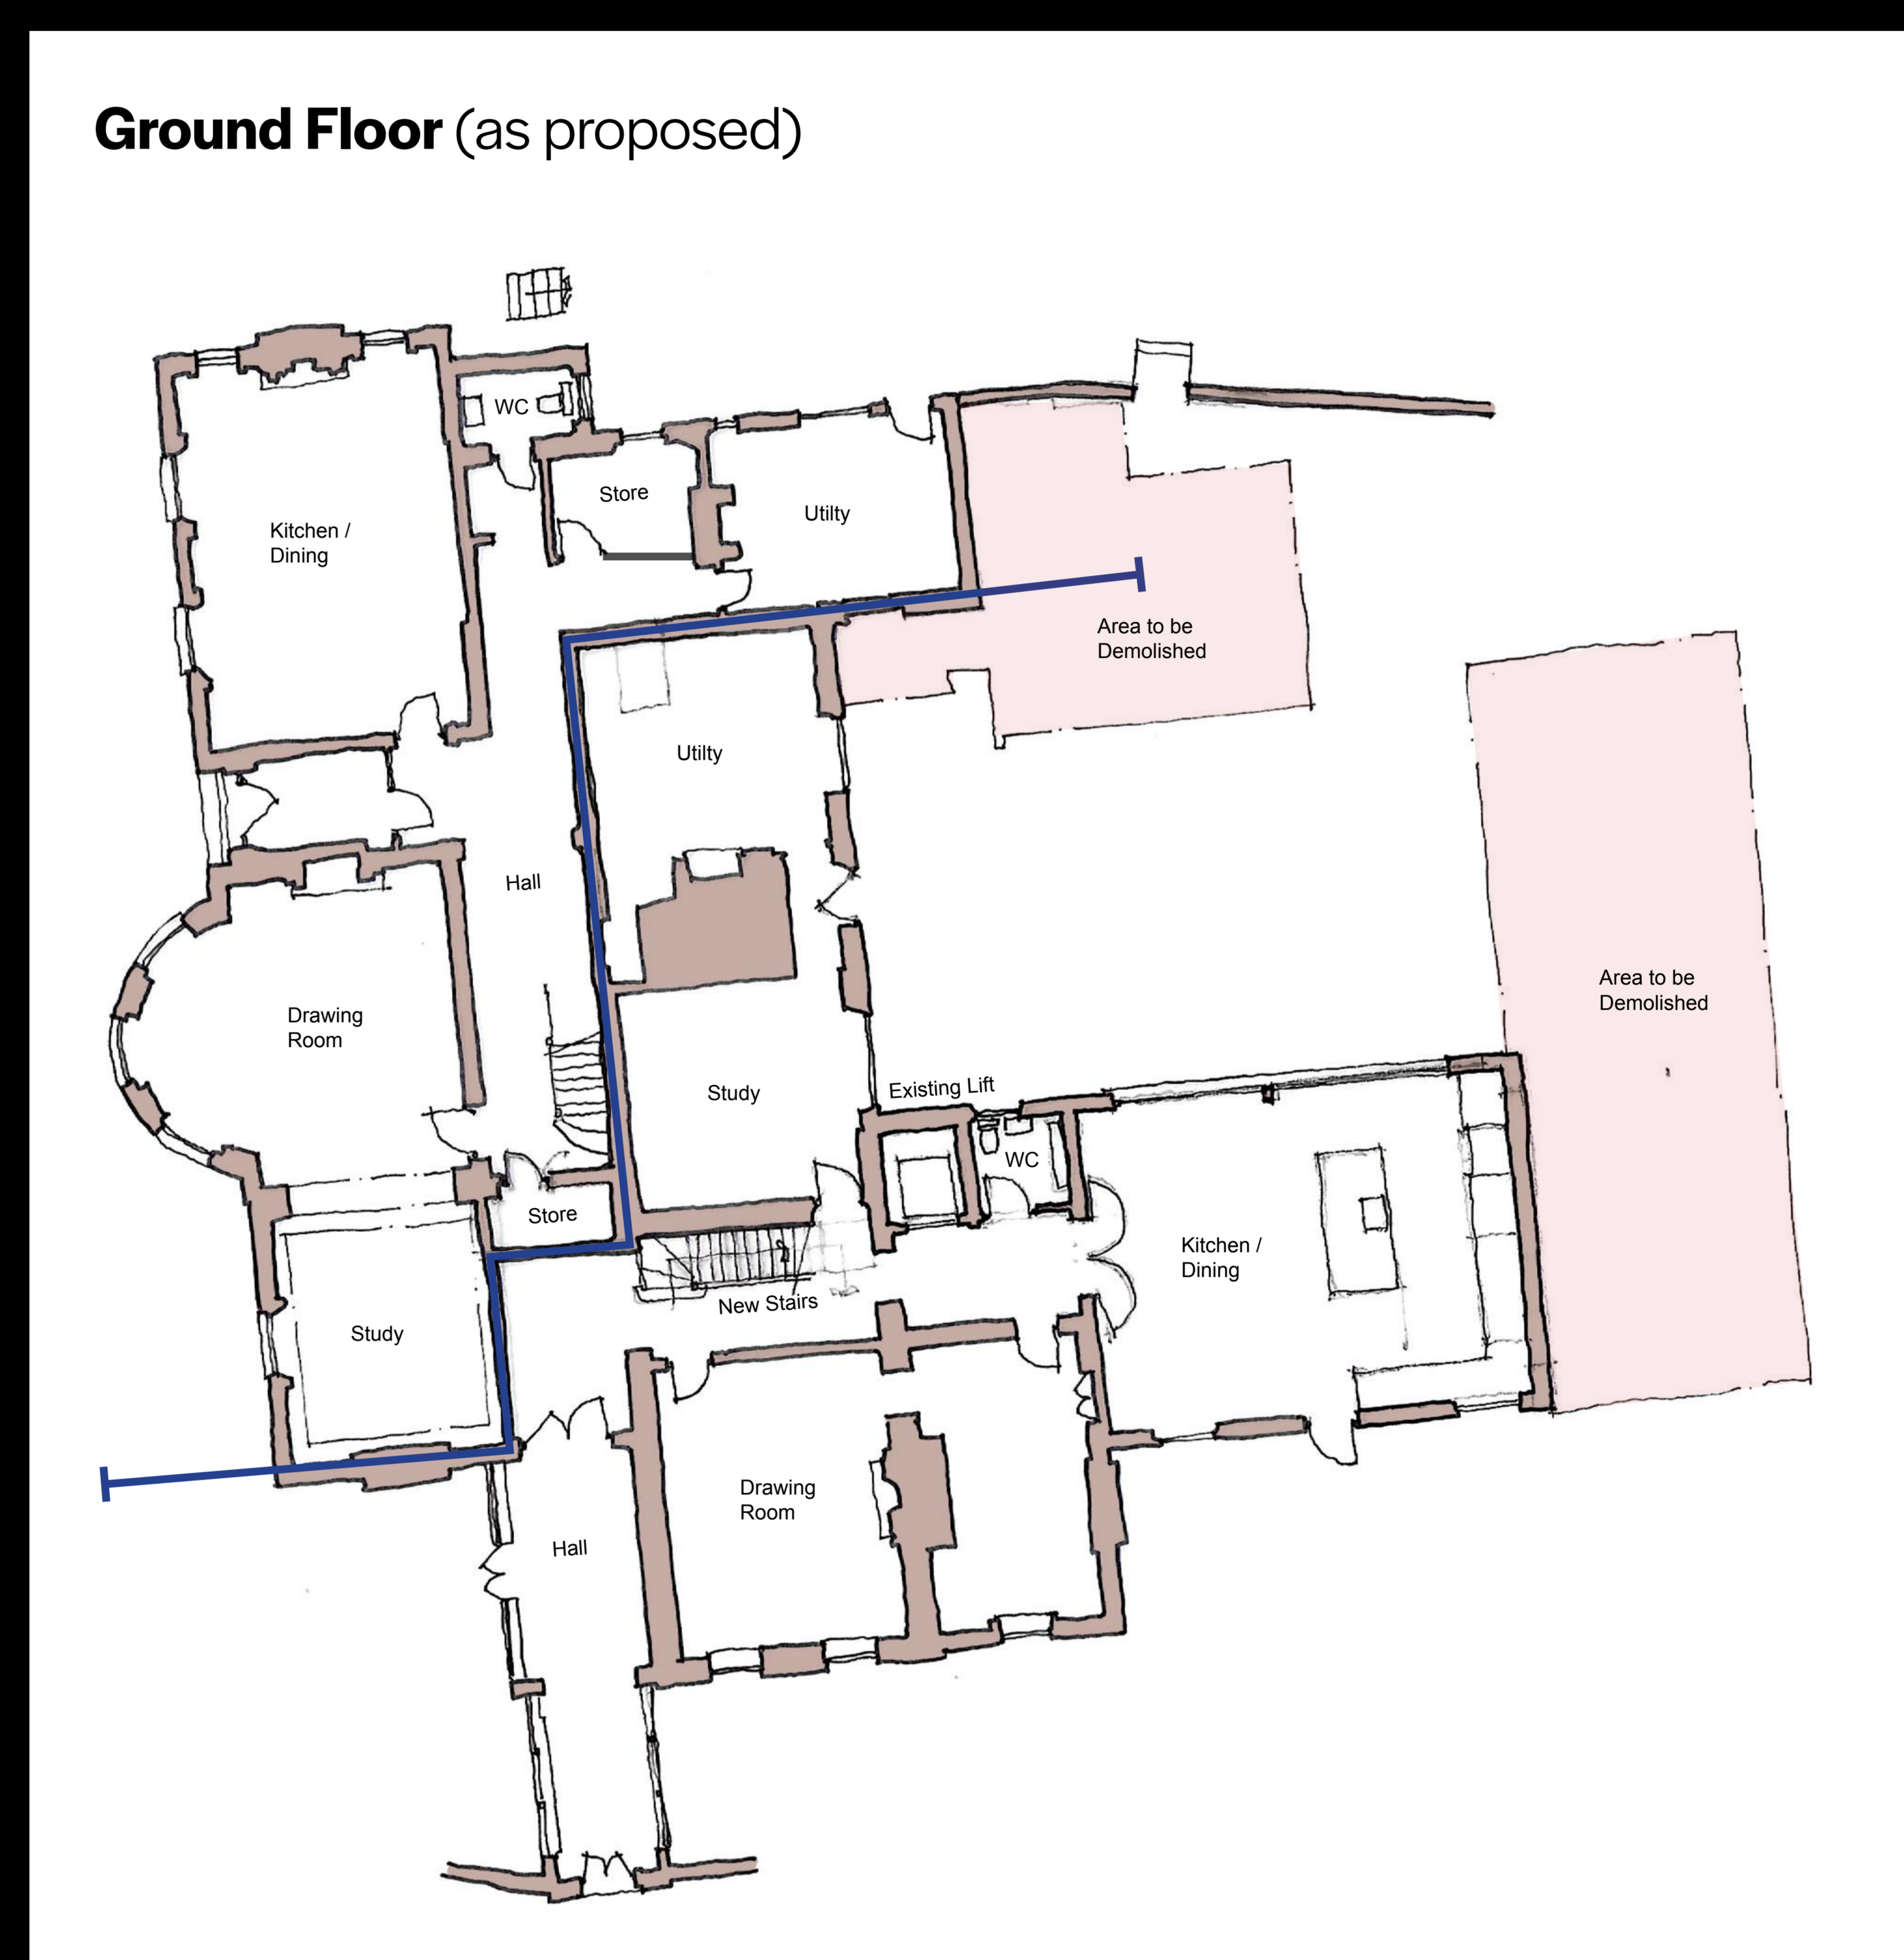 Ground Floor (as proposed)
WC
Store
Utilty
Kitchen /
Dining
Area to be
Demolished
Utilty
Hall
Drawing
Room
Area to be
Demolished
Study
Existing Lift
WC
Store
Kitchen /
Dining
New Stairs
Study
Drawing
Room
Hall